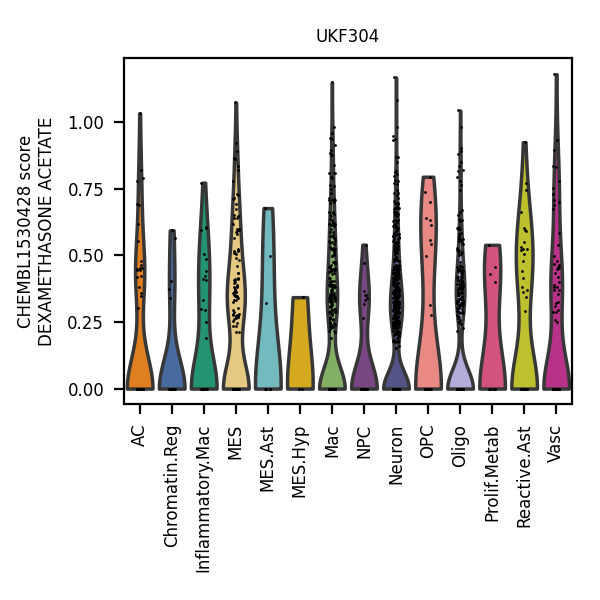 UKF304
CHEMBL1530428 score
DEXAMETHASONE ACETATE
1.00
0.75
0.50
0.25
0.00
AC
Chromatin.Reg
Inflammatory.Mac
MES
MES.Ast
MES.Hyp
Mac
NPC
Neuron
OPC
Oligo
Prolif.Metab
Reactive.Ast
Vasc